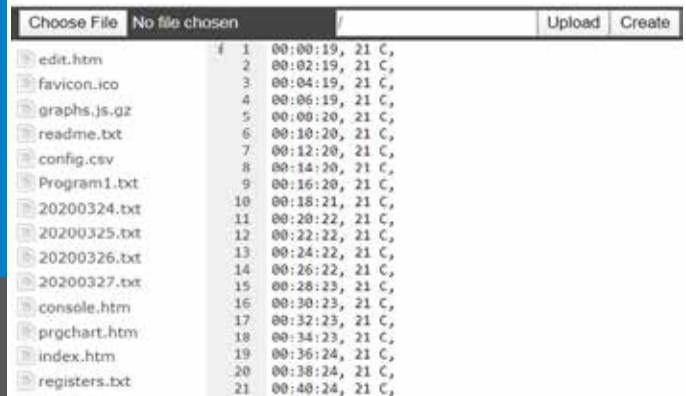 Choose File No file chosen / Upload Create
edit.htm
favicon.ico
graphs.js.gz
readme.txt
config.csv
Program1.txt
20200324.txt
20200325.txt
20200326.txt
20200327.txt
console.htm
prgchart.htm
index.htm
registers.txt
i 1 00:00:19, 21 C,
2 00:02:19, 21 C,
3 00:04:19, 21 C,
4 00:06:19, 21 C,
5 00:08:20, 21 C,
6 00:10:20, 21 C,
7 00:12:20, 21 C,
8 00:14:20, 21 C,
9 00:16:20, 21 C,
10 00:18:21, 21 C,
11 00:20:22, 21 C,
12 00:22:22, 21 C,
13 00:24:22, 21 C,
14 00:26:22, 21 C,
15 00:28:23, 21 C,
16 00:30:23, 21 C,
17 00:32:23, 21 C,
18 00:34:23, 21 C,
19 00:36:24, 21 C,
20 00:38:24, 21 C,
21 00:40:24, 21 C,